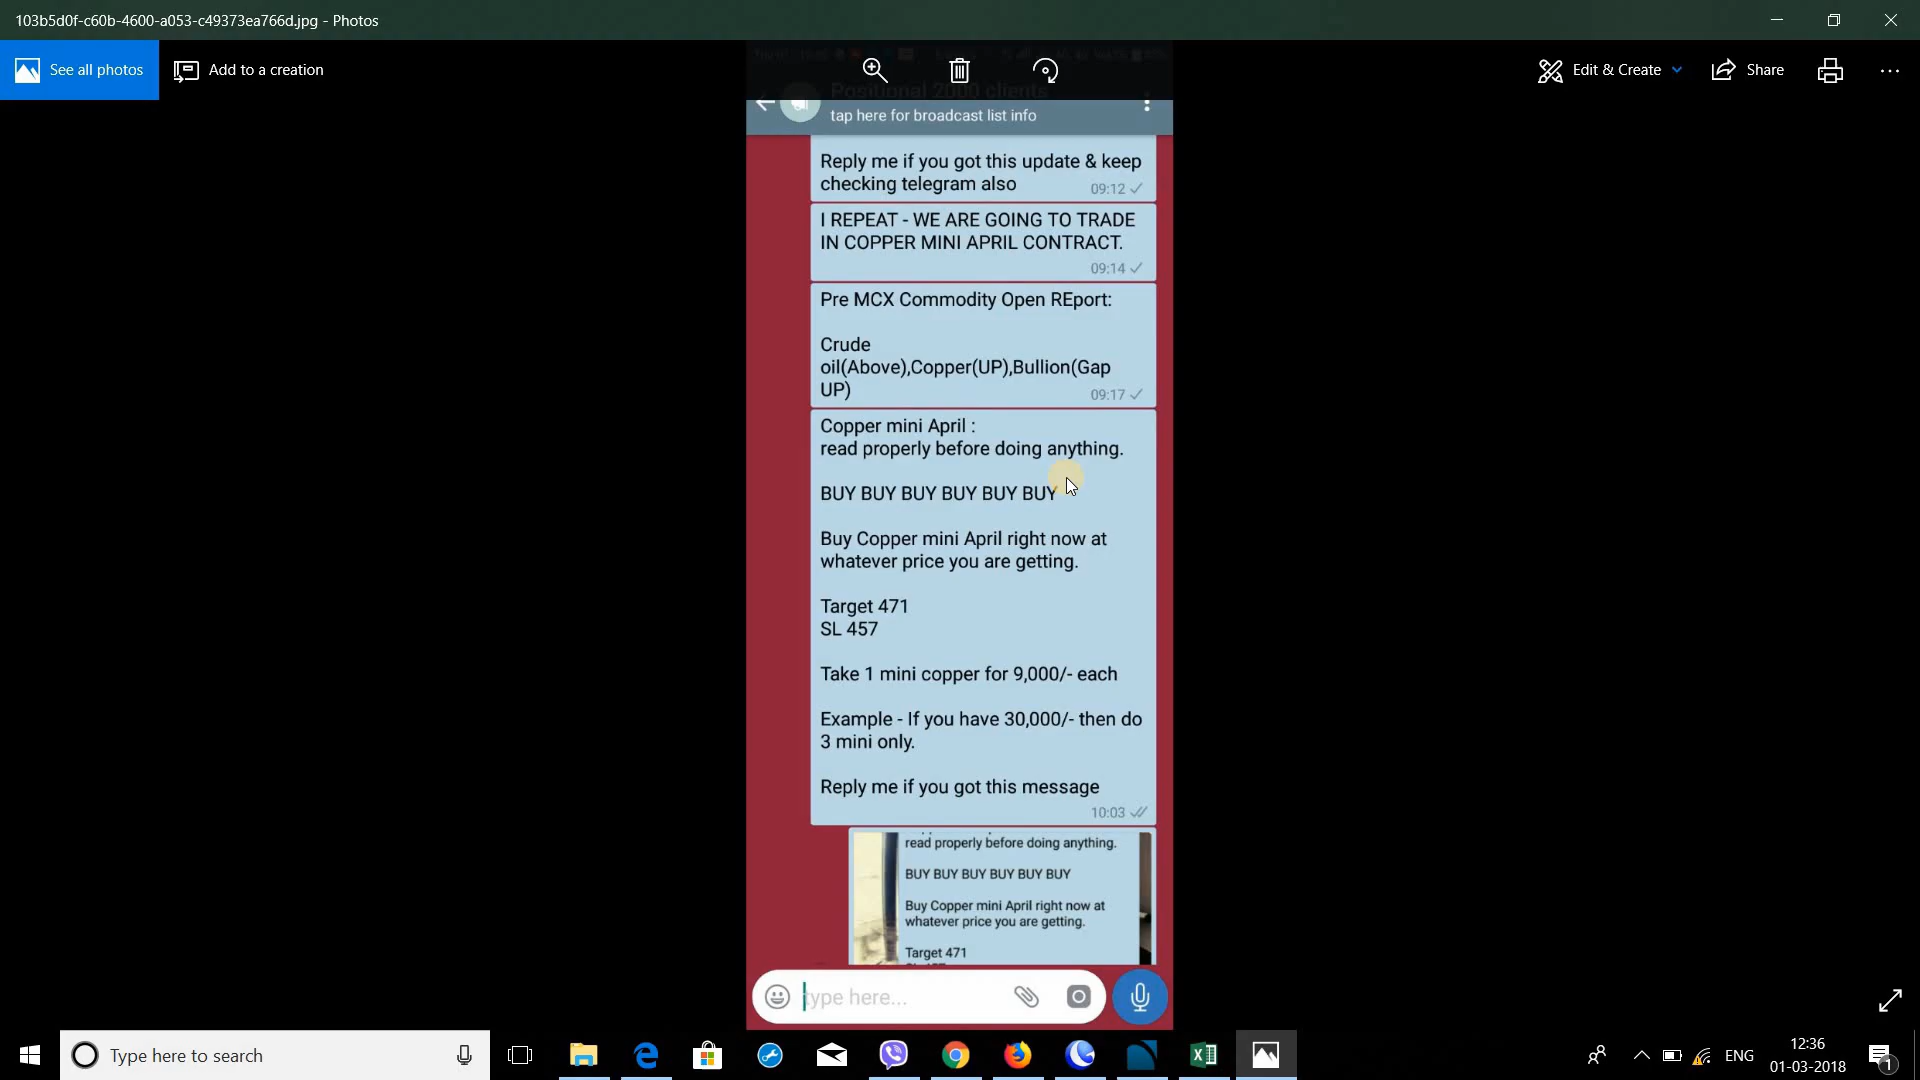 103b5d0f-c60b-4600-a053-c49373ea766d.jpg - Photos
See all photos
Add to a creation
Edit & Create
Share
Positional 2000 clients
tap here for broadcast list info
Reply me if you got this update & keep
checking telegram also
09:12
I REPEAT - WE ARE GOING TO TRADE
IN COPPER MINI APRIL CONTRACT.
09:14
Pre MCX Commodity Open REport:
Crude
oil(Above),Copper(UP),Bullion(Gap
UP)
09:17
Copper mini April :
read properly before doing anything.
BUY BUY BUY BUY BUY BUY
Buy Copper mini April right now at
whatever price you are getting.
Target 471
SL 457
Take 1 mini copper for 9,000/- each
Example - If you have 30,000/- then do
3 mini only.
Reply me if you got this message
10:03
read properly before doing anything.
BUY BUY BUY BUY BUY BUY
Buy Copper mini April right now at
whatever price you are getting.
Target 471
type here...
Type here to search
ENG
12:36
01-03-2018
1